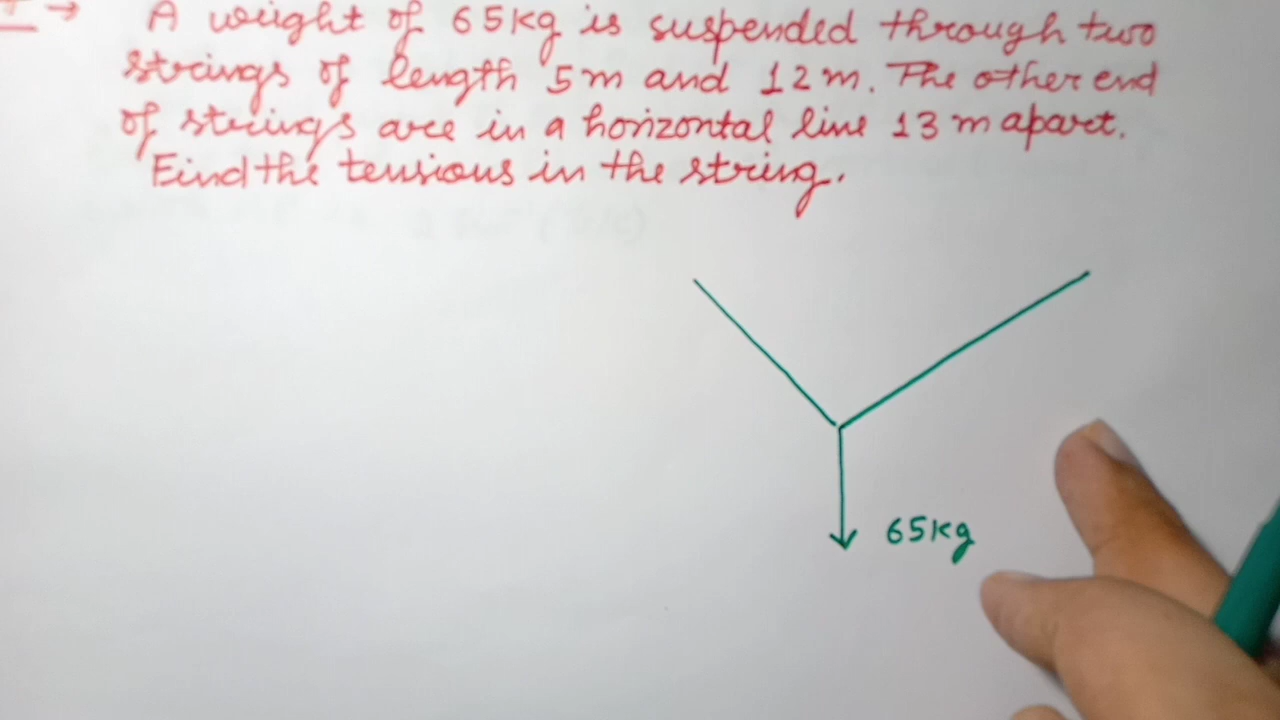 A weight of 65kg is suspended through two
strings of length 5m and 12m. The other end
of strings are in a horizontal line 13 m apart.
Find the tensions in the string.
65kg